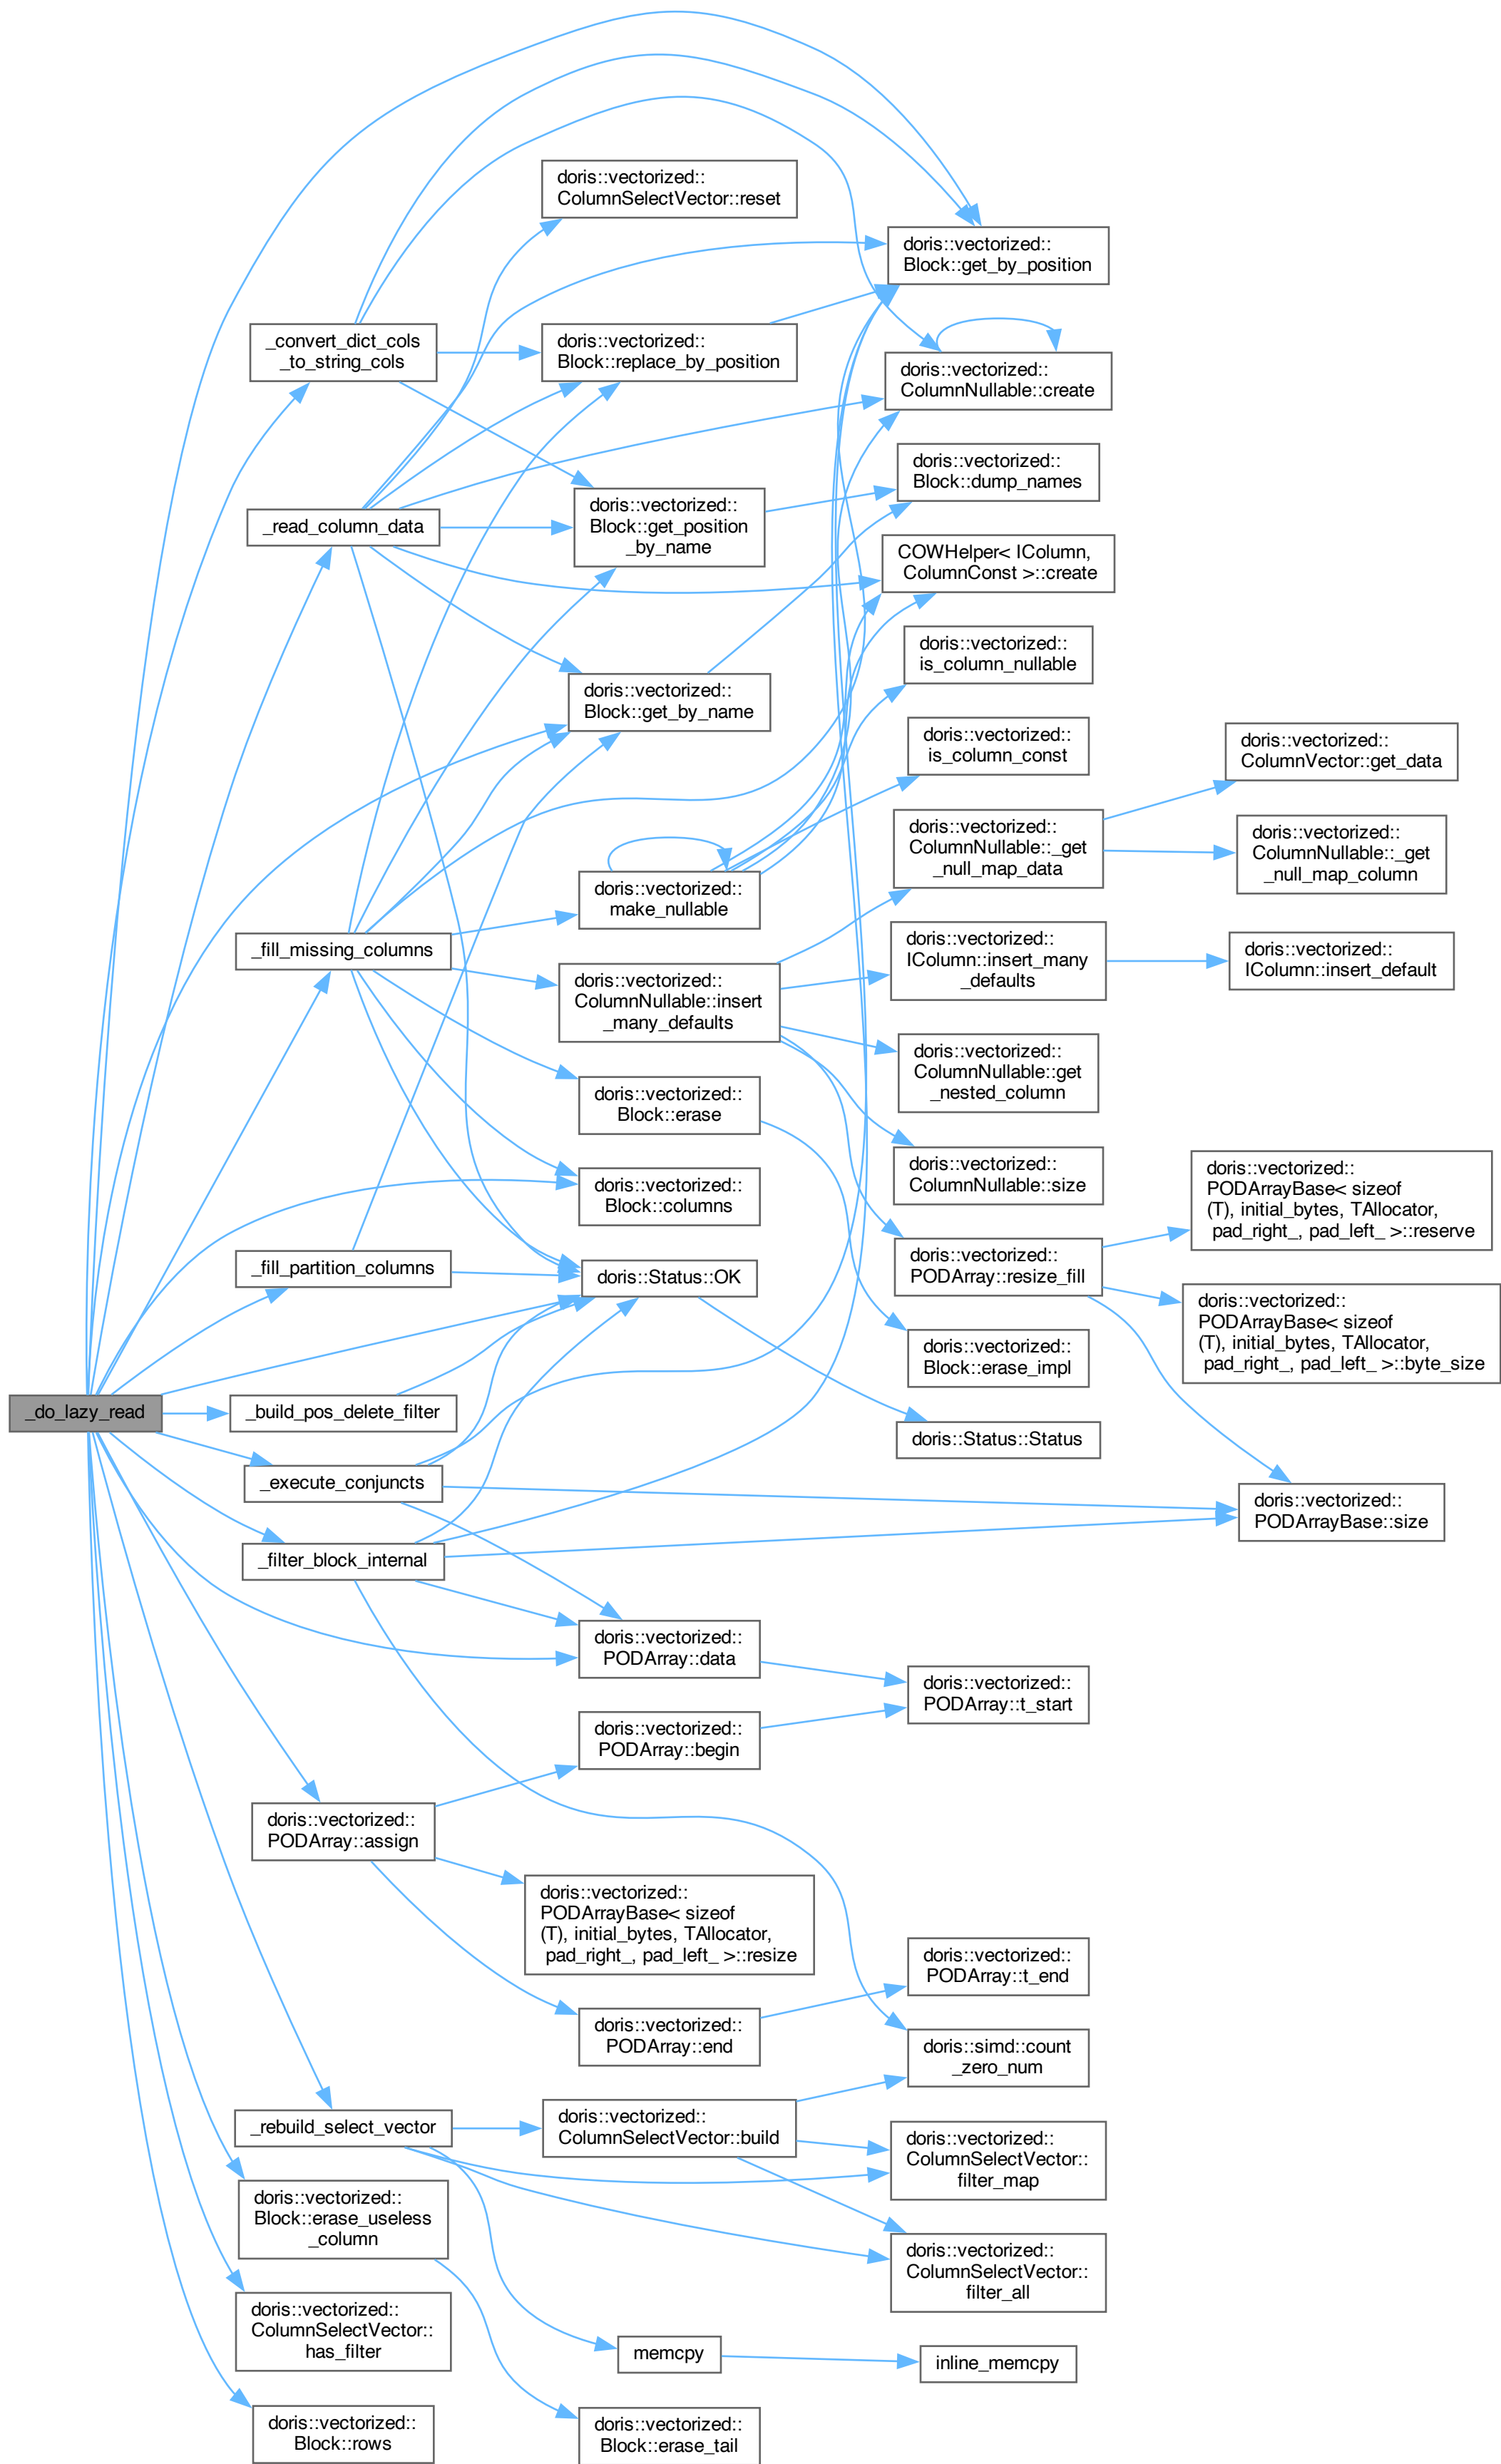 doris::vectorized::
ColumnSelectVector::reset
doris::vectorized::
Block::get_by_position
_convert_dict_cols
_to_string_cols
doris::vectorized::
Block::replace_by_position
doris::vectorized::
ColumnNullable::create
doris::vectorized::
Block::dump_names
_read_column_data
doris::vectorized::
Block::get_position
_by_name
COWHelper< IColumn,
ColumnConst >::create
doris::vectorized::
is_column_nullable
doris::vectorized::
Block::get_by_name
doris::vectorized::
is_column_const
doris::vectorized::
ColumnVector::get_data
doris::vectorized::
ColumnNullable::_get
_null_map_data
doris::vectorized::
ColumnNullable::_get
_null_map_column
doris::vectorized::
make_nullable
_fill_missing_columns
doris::vectorized::
IColumn::insert_many
_defaults
doris::vectorized::
IColumn::insert_default
doris::vectorized::
ColumnNullable::insert
_many_defaults
doris::vectorized::
ColumnNullable::get
_nested_column
doris::vectorized::
Block::erase
doris::vectorized::
ColumnNullable::size
doris::vectorized::
Block::columns
doris::vectorized::
PODArrayBase< sizeof
(T), initial_bytes, TAllocator,
pad_right_, pad_left_ >::reserve
_fill_partition_columns
doris::Status::OK
doris::vectorized::
PODArray::resize_fill
doris::vectorized::
PODArrayBase< sizeof
(T), initial_bytes, TAllocator,
pad_right_, pad_left_ >::byte_size
doris::vectorized::
Block::erase_impl
_do_lazy_read
_build_pos_delete_filter
doris::Status::Status
_execute_conjuncts
doris::vectorized::
PODArrayBase::size
_filter_block_internal
doris::vectorized::
PODArray::data
doris::vectorized::
PODArray::t_start
doris::vectorized::
PODArray::begin
doris::vectorized::
PODArray::assign
doris::vectorized::
PODArrayBase< sizeof
(T), initial_bytes, TAllocator,
pad_right_, pad_left_ >::resize
doris::vectorized::
PODArray::t_end
doris::vectorized::
PODArray::end
doris::simd::count
_zero_num
_rebuild_select_vector
doris::vectorized::
ColumnSelectVector::build
doris::vectorized::
ColumnSelectVector::
filter_map
doris::vectorized::
Block::erase_useless
_column
doris::vectorized::
ColumnSelectVector::
filter_all
doris::vectorized::
ColumnSelectVector::
has_filter
memcpy
inline_memcpy
doris::vectorized::
Block::rows
doris::vectorized::
Block::erase_tail